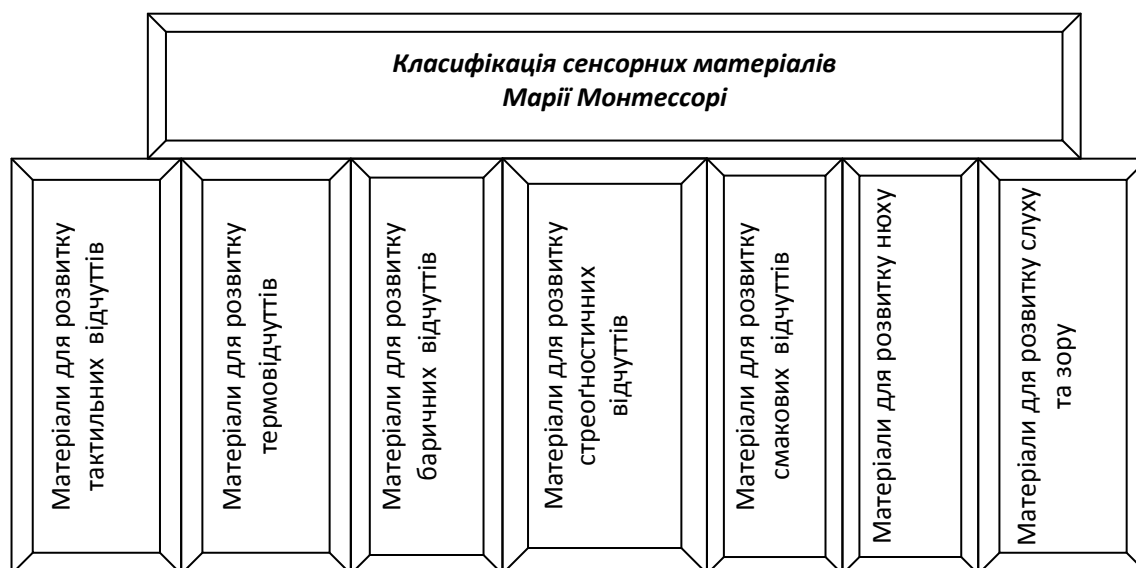 Класифікація сенсорних матеріалів
Марії Монтессорі
Матеріали для розвитку
тактильних відчуттів
Матеріали для розвитку
термовідчуттів
Матеріали для розвитку
баричних відчуттів
Матеріали для розвитку
стреоґностичних
відчуттів
Матеріали для розвитку
смакових відчуттів
Матеріали для розвитку нюху
Матеріали для розвитку слуху
та зору